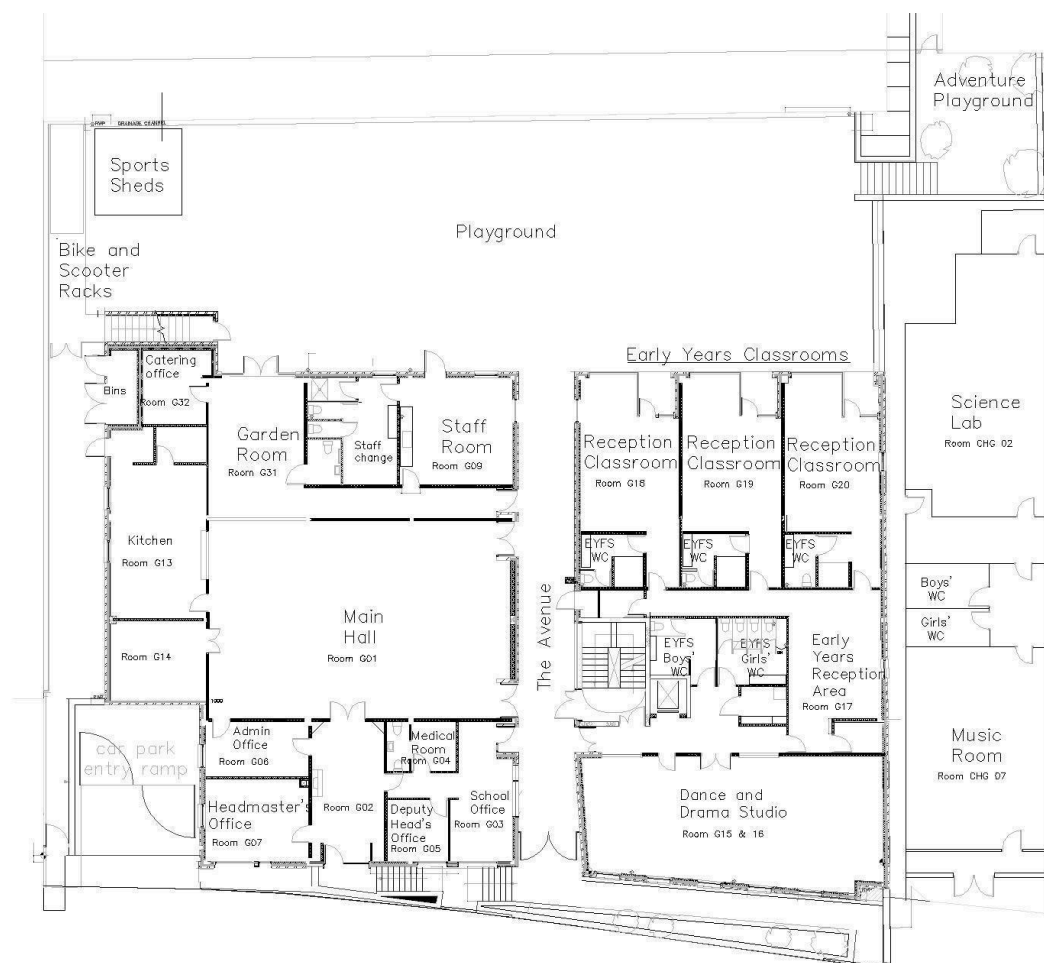 Adventure
Playground
RWP DRAINAGE CHANNEL
Sports
Sheds
Playground
Bike and
Scooter
Racks
Early Years Classrooms
Catering
office
Room G32
Bins
Garden
Room
Room G31
Staff
change
Staff
Room
Room G09
Reception
Classroom
Room G18
Reception
Classroom
Room G19
Reception
Classroom
Room G20
Science
Lab
Room CHG 02
Kitchen
Room G13
EYFS
WC
EYFS
WC
EYFS
WC
Boys'
WC
Girls'
WC
Main
Hall
Room G01
Room G14
The Avenue
EYFS
Boys'
WC
EYFS
Girls'
WC
Early
Years
Reception
Area
Room G17
1000
Admin
Office
Room G06
car park
entry ramp
Medical
Room
Room G04
Music
Room
Room CHG 07
Headmaster's
Office
Room G07
Room G02
Deputy
Head's
Office
Room G05
School
Office
Room G03
Dance and
Drama Studio
Room G15 & 16